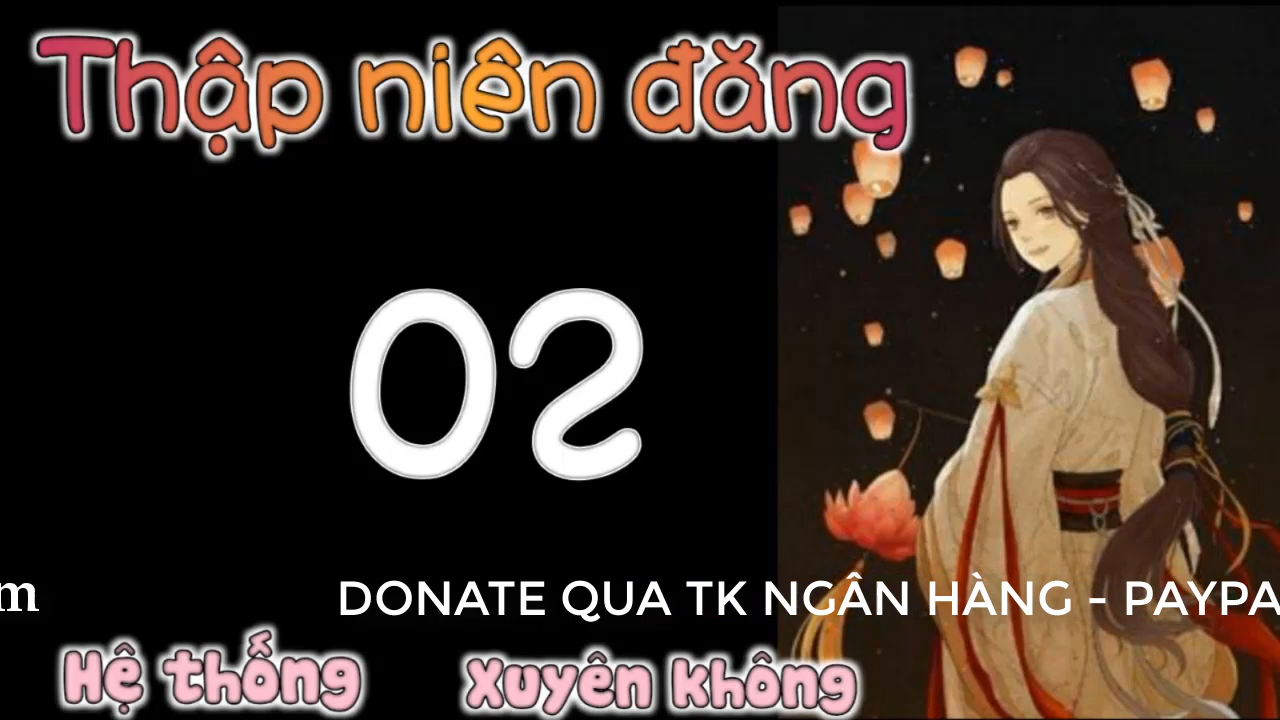 Thập niên đăng
02
m DONATE QUA TK NGÂN HÀNG - PAYPA
Hệ thống Xuyên không